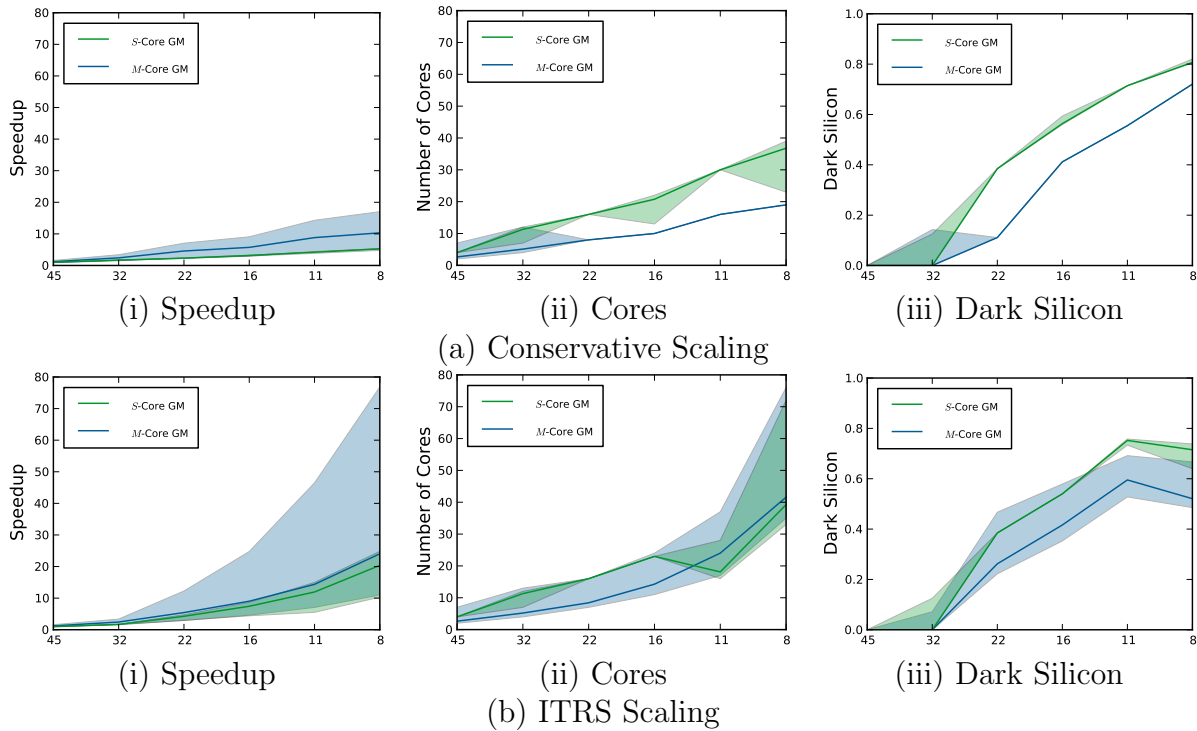 80
70
60
50
40
30
20
10
0
Speedup
S-Core GM
M-Core GM
45 32 22 16 11 8
(i) Speedup
80
70
60
50
40
30
20
10
0
Number of Cores
S-Core GM
M-Core GM
45 32 22 16 11 8
(ii) Cores
1.0
0.8
0.6
0.4
0.2
0.0
Dark Silicon
S-Core GM
M-Core GM
45 32 22 16 11 8
(iii) Dark Silicon
(a) Conservative Scaling
80
70
60
50
40
30
20
10
0
Speedup
S-Core GM
M-Core GM
45 32 22 16 11 8
(i) Speedup
80
70
60
50
40
30
20
10
0
Number of Cores
S-Core GM
M-Core GM
45 32 22 16 11 8
(ii) Cores
1.0
0.8
0.6
0.4
0.2
0.0
Dark Silicon
S-Core GM
M-Core GM
45 32 22 16 11 8
(iii) Dark Silicon
(b) ITRS Scaling